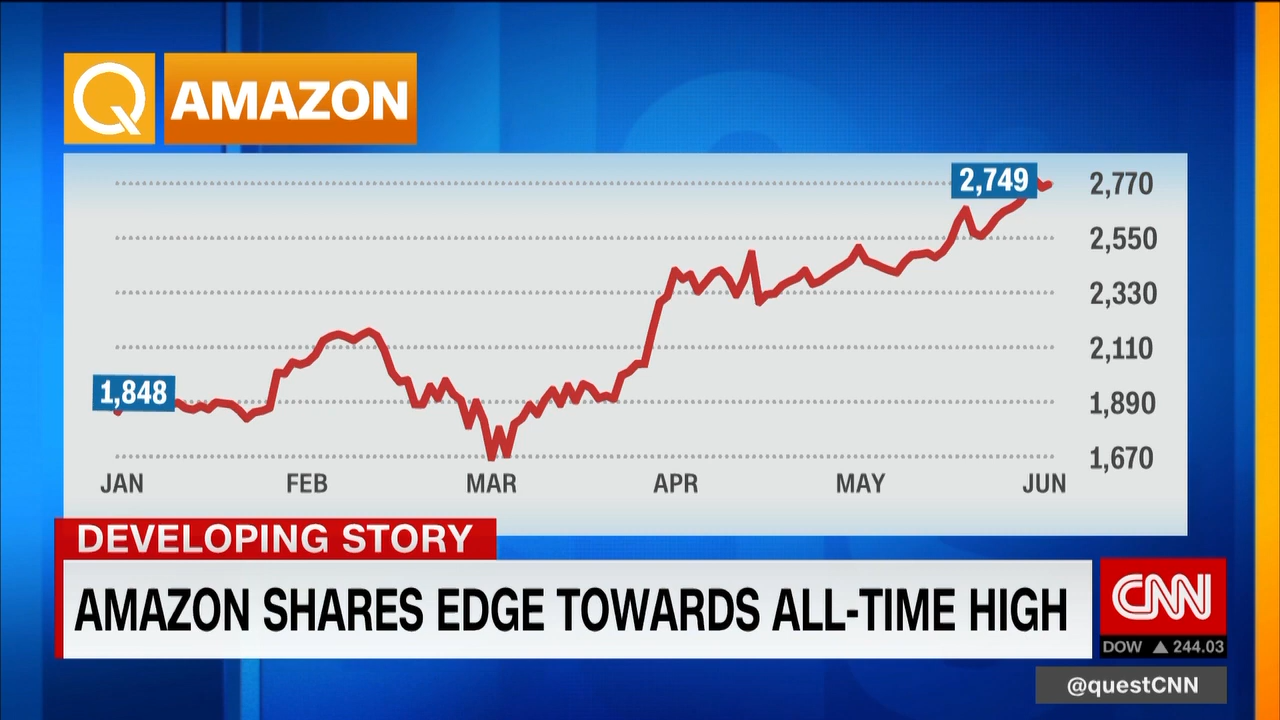 Q AMAZON
2,749
2,770
2,550
2,330
2,110
1,848
1,890
1,670
JAN FEB MAR APR MAY JUN
DEVELOPING STORY
AMAZON SHARES EDGE TOWARDS ALL-TIME HIGH
CNN
DOW ▲ 244.03
@questCNN